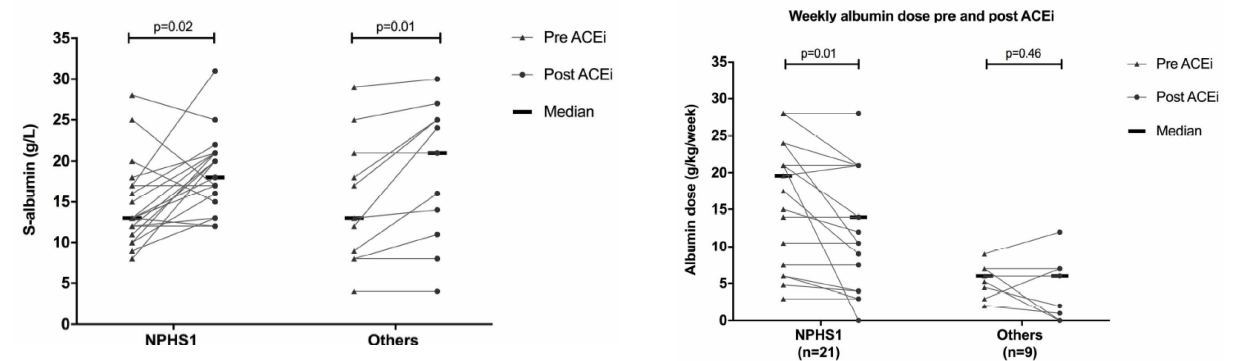 p=0.02
p=0.01
Pre ACEi
Post ACEi
Median
S-albumin (g/L)
35
30
25
20
15
10
5
0
NPHS1
Others
Weekly albumin dose pre and post ACEi
p=0.01
p=0.46
Pre ACEi
Post ACEi
Median
Albumin dose (g/kg/week)
35
30
25
20
15
10
5
0
NPHS1
(n=21)
Others
(n=9)